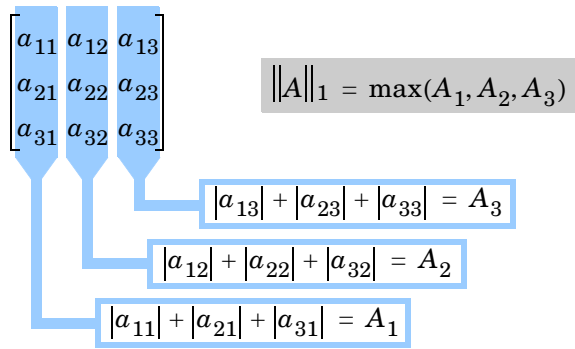 a11 a12 a13
a21 a22 a23
a31 a32 a33
‖A‖1 = max(A1, A2, A3)
|a13| + |a23| + |a33| = A3
|a12| + |a22| + |a32| = A2
|a11| + |a21| + |a31| = A1